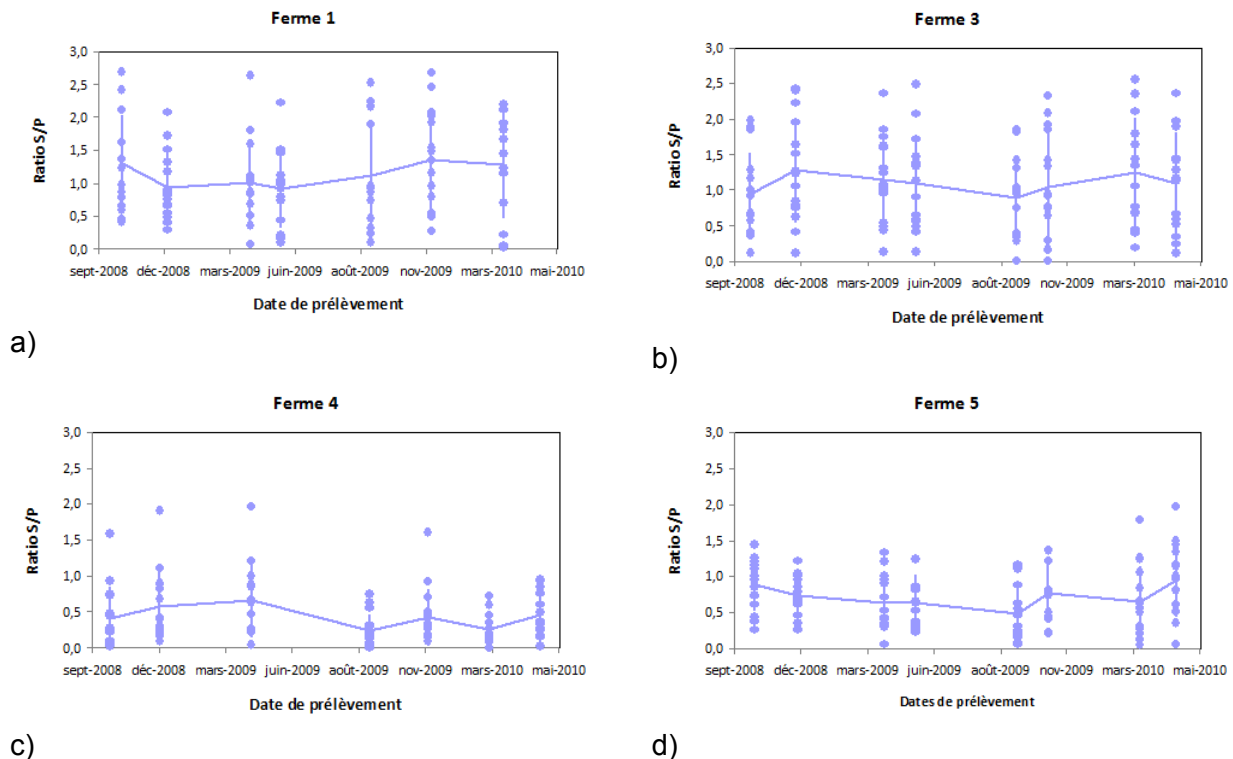 Ferme 1
Ratio S/P
3,0
2,5
2,0
1,5
1,0
0,5
0,0
sept-2008 déc-2008 mars-2009 juin-2009 août-2009 nov-2009 mars-2010 mai-2010
Date de prélèvement
a)
Ferme 3
Ratio S/P
3,0
2,5
2,0
1,5
1,0
0,5
0,0
sept-2008 déc-2008 mars-2009 juin-2009 août-2009 nov-2009 mars-2010 mai-2010
Date de prélèvement
b)
Ferme 4
Ratio S/P
3,0
2,5
2,0
1,5
1,0
0,5
0,0
sept-2008 déc-2008 mars-2009 juin-2009 août-2009 nov-2009 mars-2010 mai-2010
Date de prélèvement
c)
Ferme 5
Ratio S/P
3,0
2,5
2,0
1,5
1,0
0,5
0,0
sept-2008 déc-2008 mars-2009 juin-2009 août-2009 nov-2009 mars-2010 mai-2010
Dates de prélèvement
d)